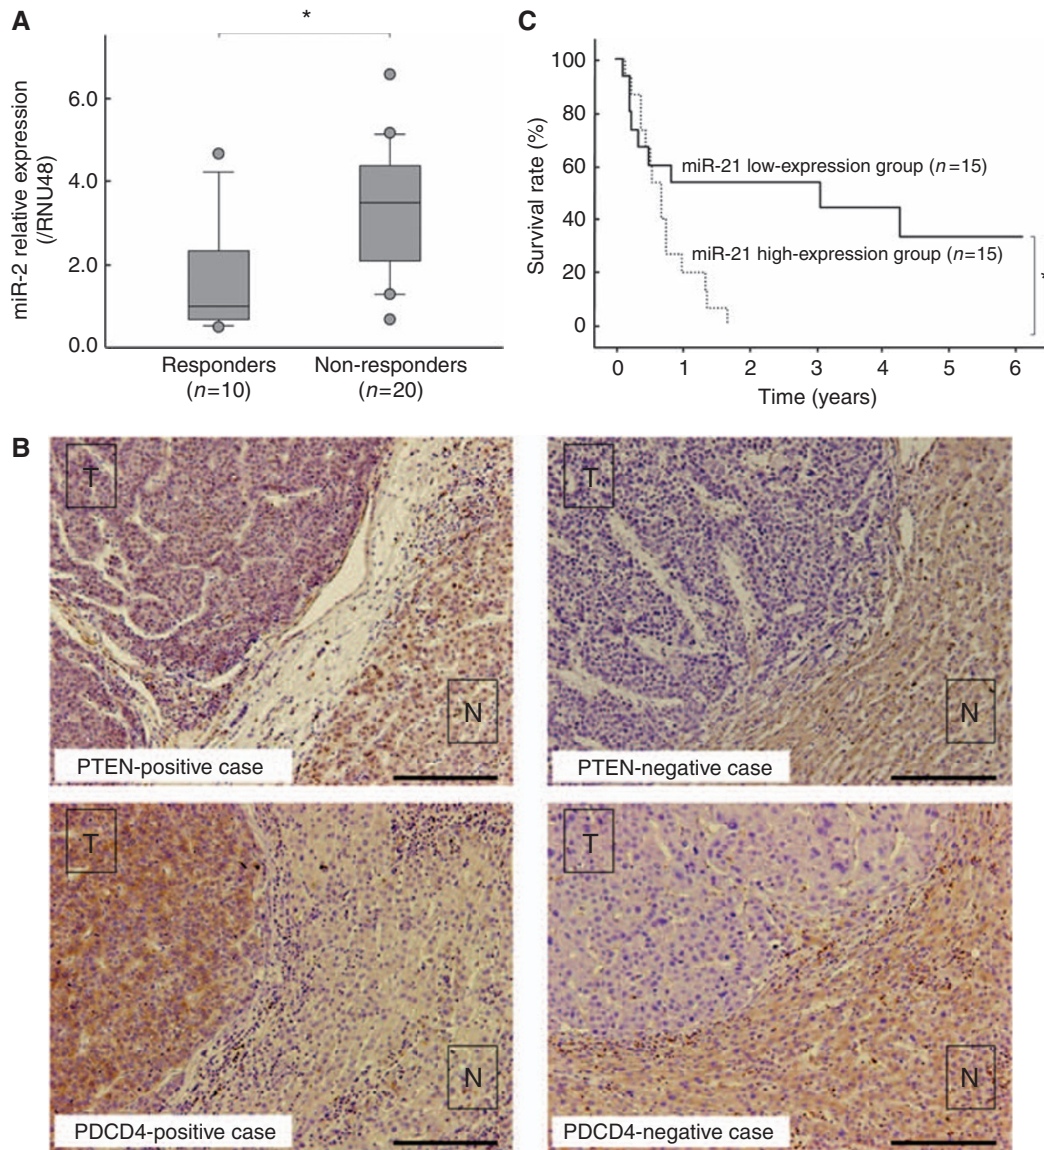 A
*
miR-2 relative expression
(/RNU48)
6.0
4.0
2.0
0.0
Responders
(n=10)
Non-responders
(n=20)
C
Survival rate (%)
100
80
60
40
20
0
miR-21 low-expression group (n=15)
miR-21 high-expression group (n=15)
*
0 1 2 3 4 5 6
Time (years)
B
T
N
PTEN-positive case
T
N
PTEN-negative case
T
N
PDCD4-positive case
T
N
PDCD4-negative case